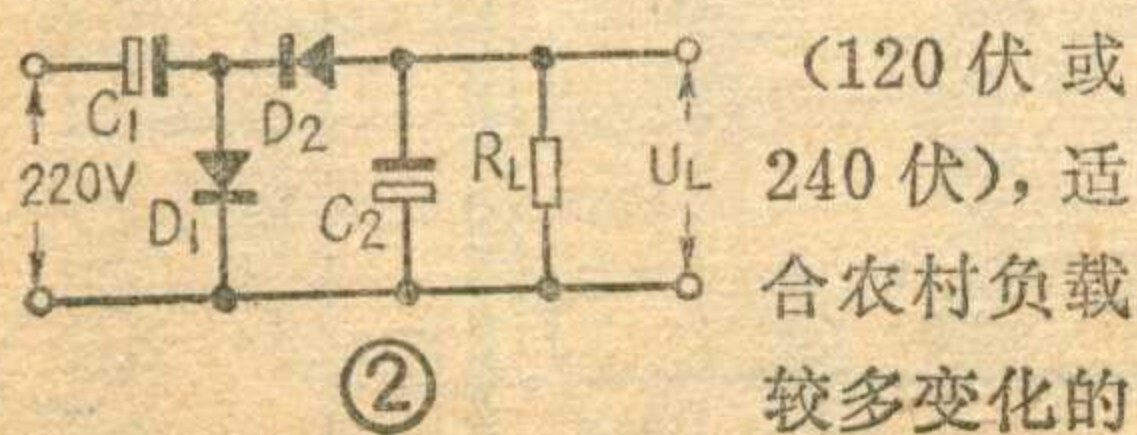 C1
D2
220V
D1
C2
RL
UL
②
(120 伏 或
240 伏)，适
合农村负载
较多变化的